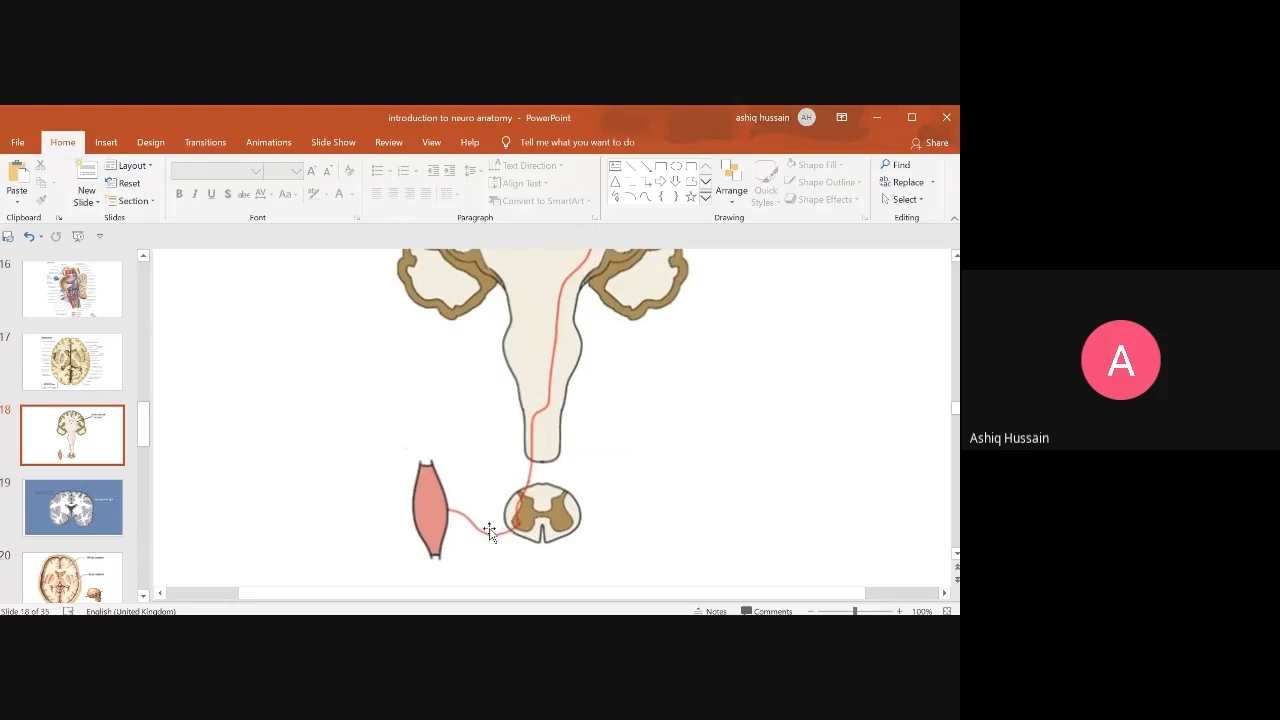 introduction to neuro anatomy - PowerPoint
ashiq hussain AH
File Home Insert Design Transitions Animations Slide Show Review View Help Tell me what you want to do Share
Paste
New Slide
Layout
Reset
Section
B I U S abc AV Aa A
Text Direction
Align Text
Convert to SmartArt
Arrange
Quick Styles
Shape Fill
Shape Outline
Shape Effects
Find
Replace
Select
Clipboard Slides Font Paragraph Drawing Editing
16
17
18
19
20
Slide 18 of 35 English (United Kingdom) Notes Comments 100%
A
Ashiq Hussain